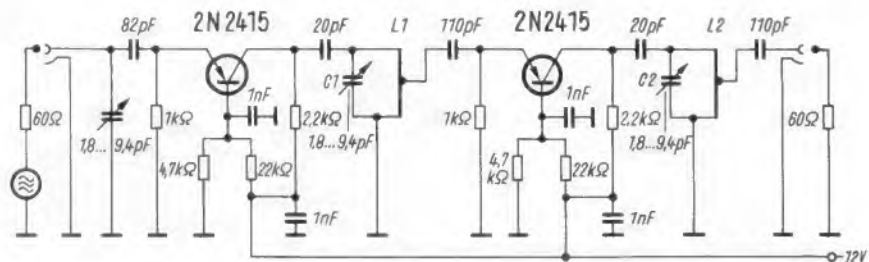 2N2415
2N2415
82pF
20pF
L1
110pF
20pF
L2
110pF
C1
C2
1nF
1nF
60Ω
1kΩ
2,2kΩ
1kΩ
2,2kΩ
60Ω
1,8...9,4pF
4,7kΩ
22kΩ
1,8...9,4pF
4,7
kΩ
22kΩ
1,8...9,4pF
1nF
1nF
-12V